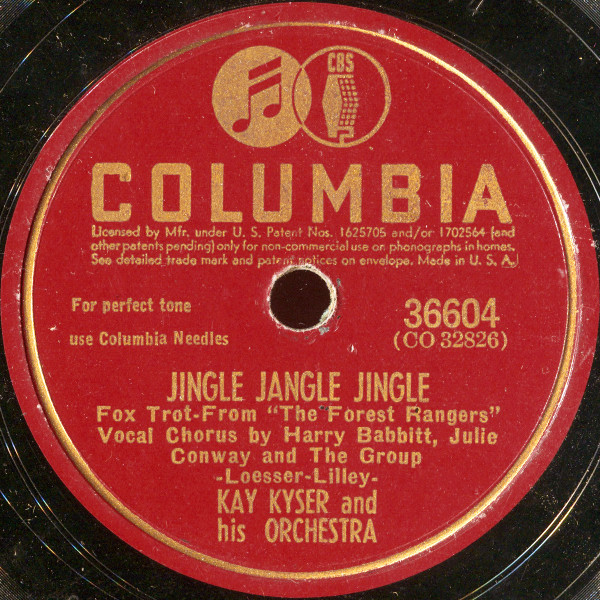 CBS
COLUMBIA
Licensed by Mfr. under U. S. Patent Nos. 1625705 and/or 1702564 (and
other patents pending) only for non-commercial use on phonographs in homes.
See detailed trade mark and patent notices on envelope. Made in U. S. A.
For perfect tone
use Columbia Needles
36604
(CO 32826)
JINGLE JANGLE JINGLE
Fox Trot-From "The Forest Rangers"
Vocal Chorus by Harry Babbitt, Julie
Conway and The Group
-Loesser-Lilley-
KAY KYSER and
his ORCHESTRA